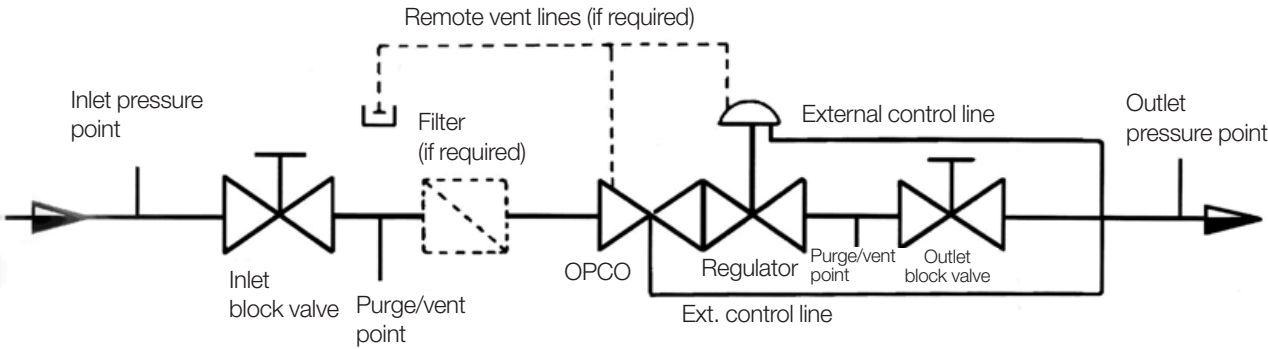 Remote vent lines (if required)
Inlet pressure
point
Filter
(if required)
External control line
Outlet
pressure point
Inlet
block valve
Purge/vent
point
OPCO
Regulator
Purge/vent
point
Outlet
block valve
Ext. control line